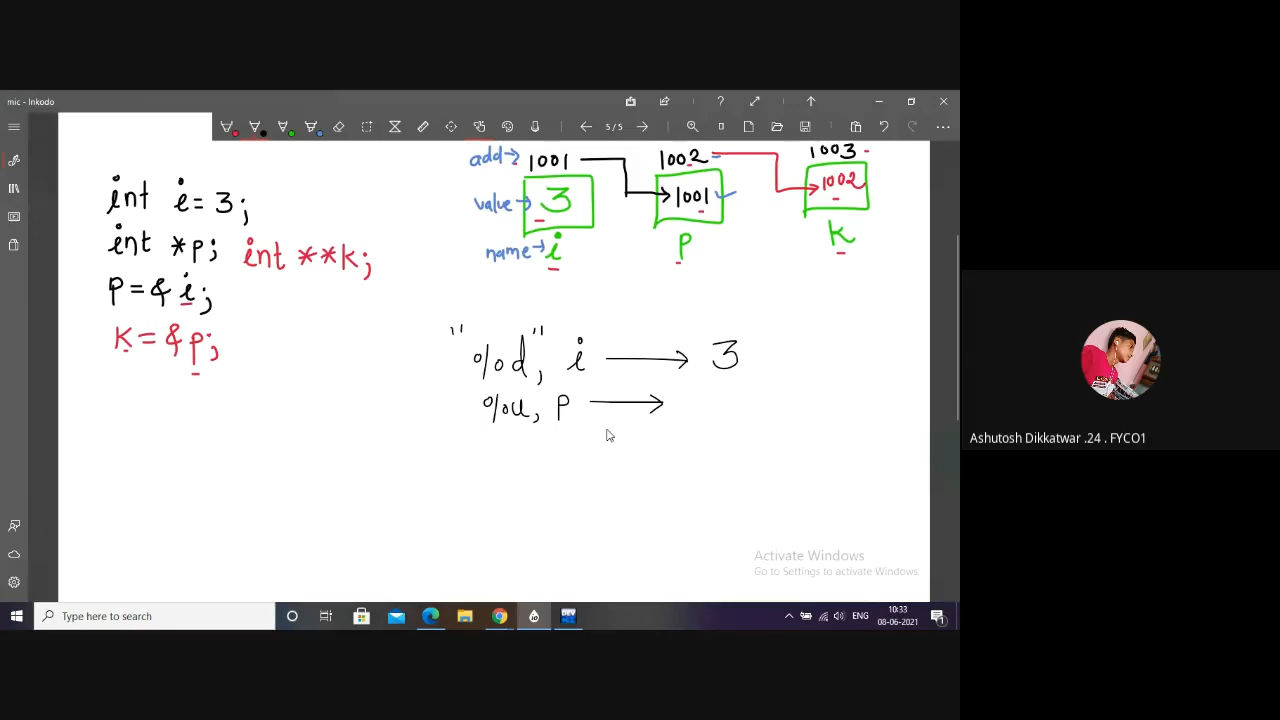 mic - Inkodo
5/5
add→ 1001 1002 1003
value→ 3 1001 1002
name→ i p k
int i = 3;
int *p; int **k;
P = & i;
K = & p;
"%d", i → 3
%u, p →
Ashutosh Dikkatwar .24 . FYCO1
Activate Windows
Go to Settings to activate Windows.
Type here to search
ENG
10:33
08-06-2021